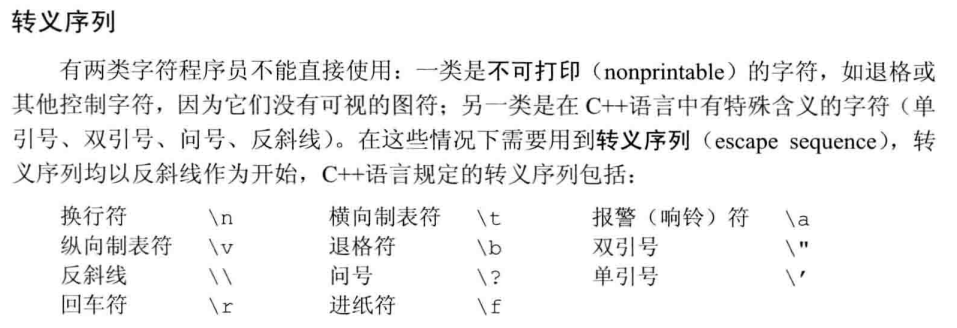 转义序列
有两类字符程序员不能直接使用：一类是不可打印（nonprintable）的字符，如退格或
其他控制字符，因为它们没有可视的图符；另一类是在 C++语言中有特殊含义的字符（单
引号、双引号、问号、反斜线）。在这些情况下需要用到转义序列（escape sequence），转
义序列均以反斜线作为开始，C++语言规定的转义序列包括：
换行符 \n 横向制表符 \t 报警（响铃）符 \a
纵向制表符 \v 退格符 \b 双引号 \"
反斜线 \\ 问号 \? 单引号 \'
回车符 \r 进纸符 \f